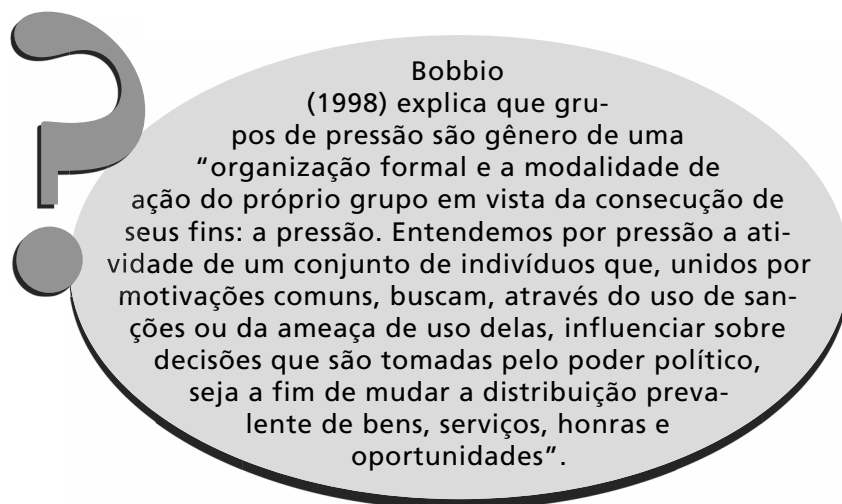 Bobbio
(1998) explica que gru-
pos de pressão são gênero de uma
“organização formal e a modalidade de
ação do próprio grupo em vista da consecução de
seus fins: a pressão. Entendemos por pressão a ati-
vidade de um conjunto de indivíduos que, unidos por
motivações comuns, buscam, através do uso de san-
ções ou da ameaça de uso delas, influenciar sobre
decisões que são tomadas pelo poder político,
seja a fim de mudar a distribuição preva-
lente de bens, serviços, honras e
oportunidades”.